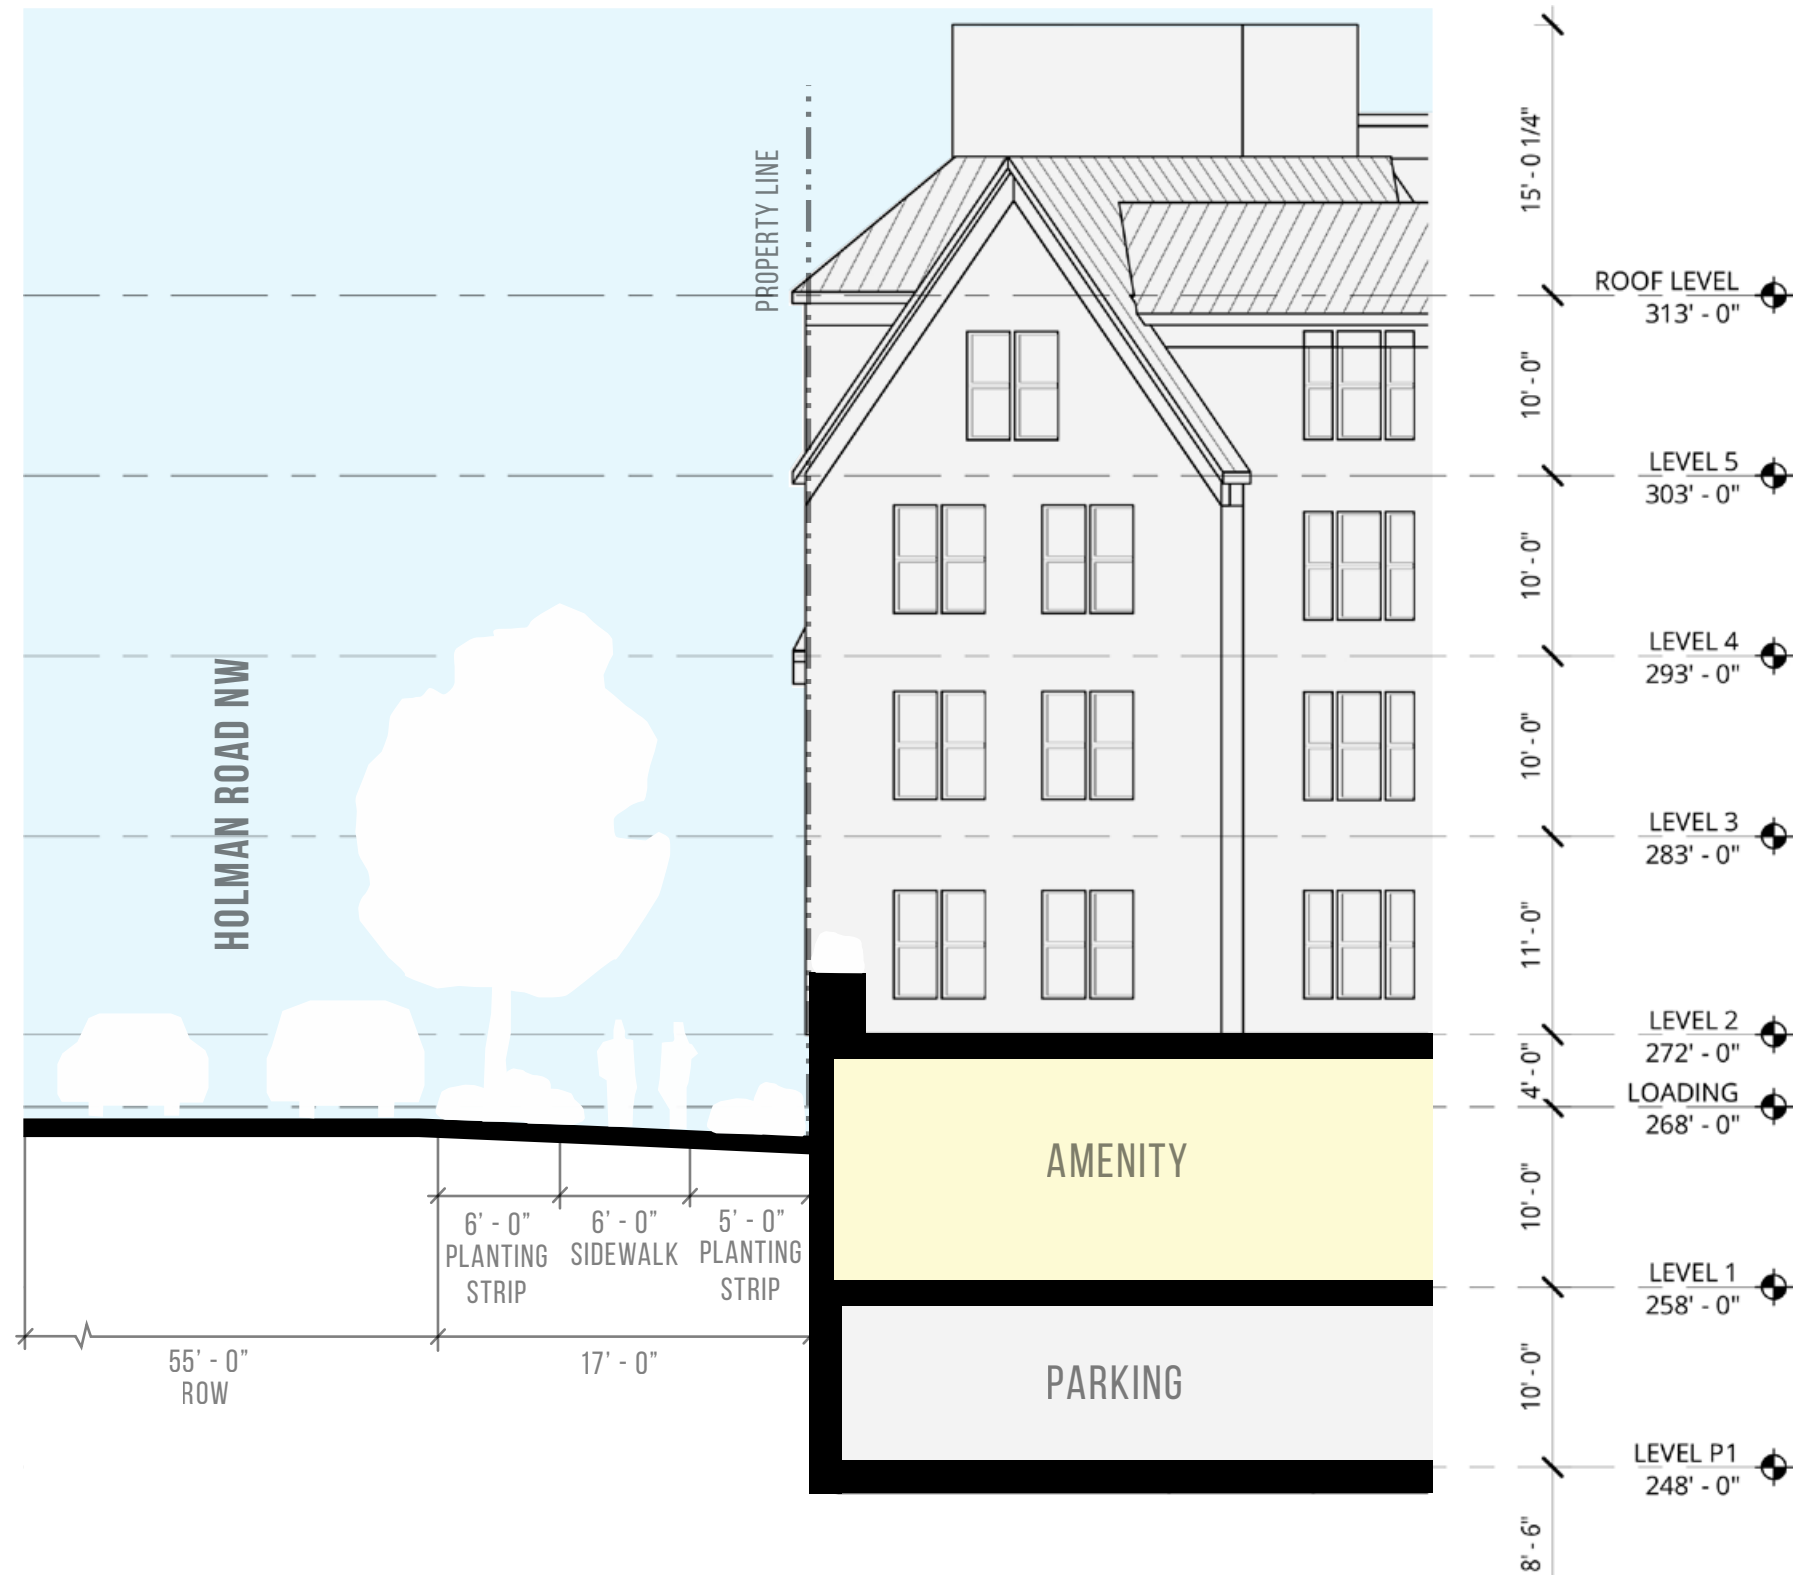 PROPERTY LINE
HOLMAN ROAD NW
15' - 0 1/4"
ROOF LEVEL
313' - 0"
10' - 0"
LEVEL 5
303' - 0"
10' - 0"
LEVEL 4
293' - 0"
10' - 0"
LEVEL 3
283' - 0"
11' - 0"
LEVEL 2
272' - 0"
4' - 0"
LOADING
268' - 0"
AMENITY
10' - 0"
6' - 0"
PLANTING
STRIP
6' - 0"
SIDEWALK
5' - 0"
PLANTING
STRIP
LEVEL 1
258' - 0"
55' - 0"
ROW
17' - 0"
PARKING
10' - 0"
LEVEL P1
248' - 0"
8' - 6"